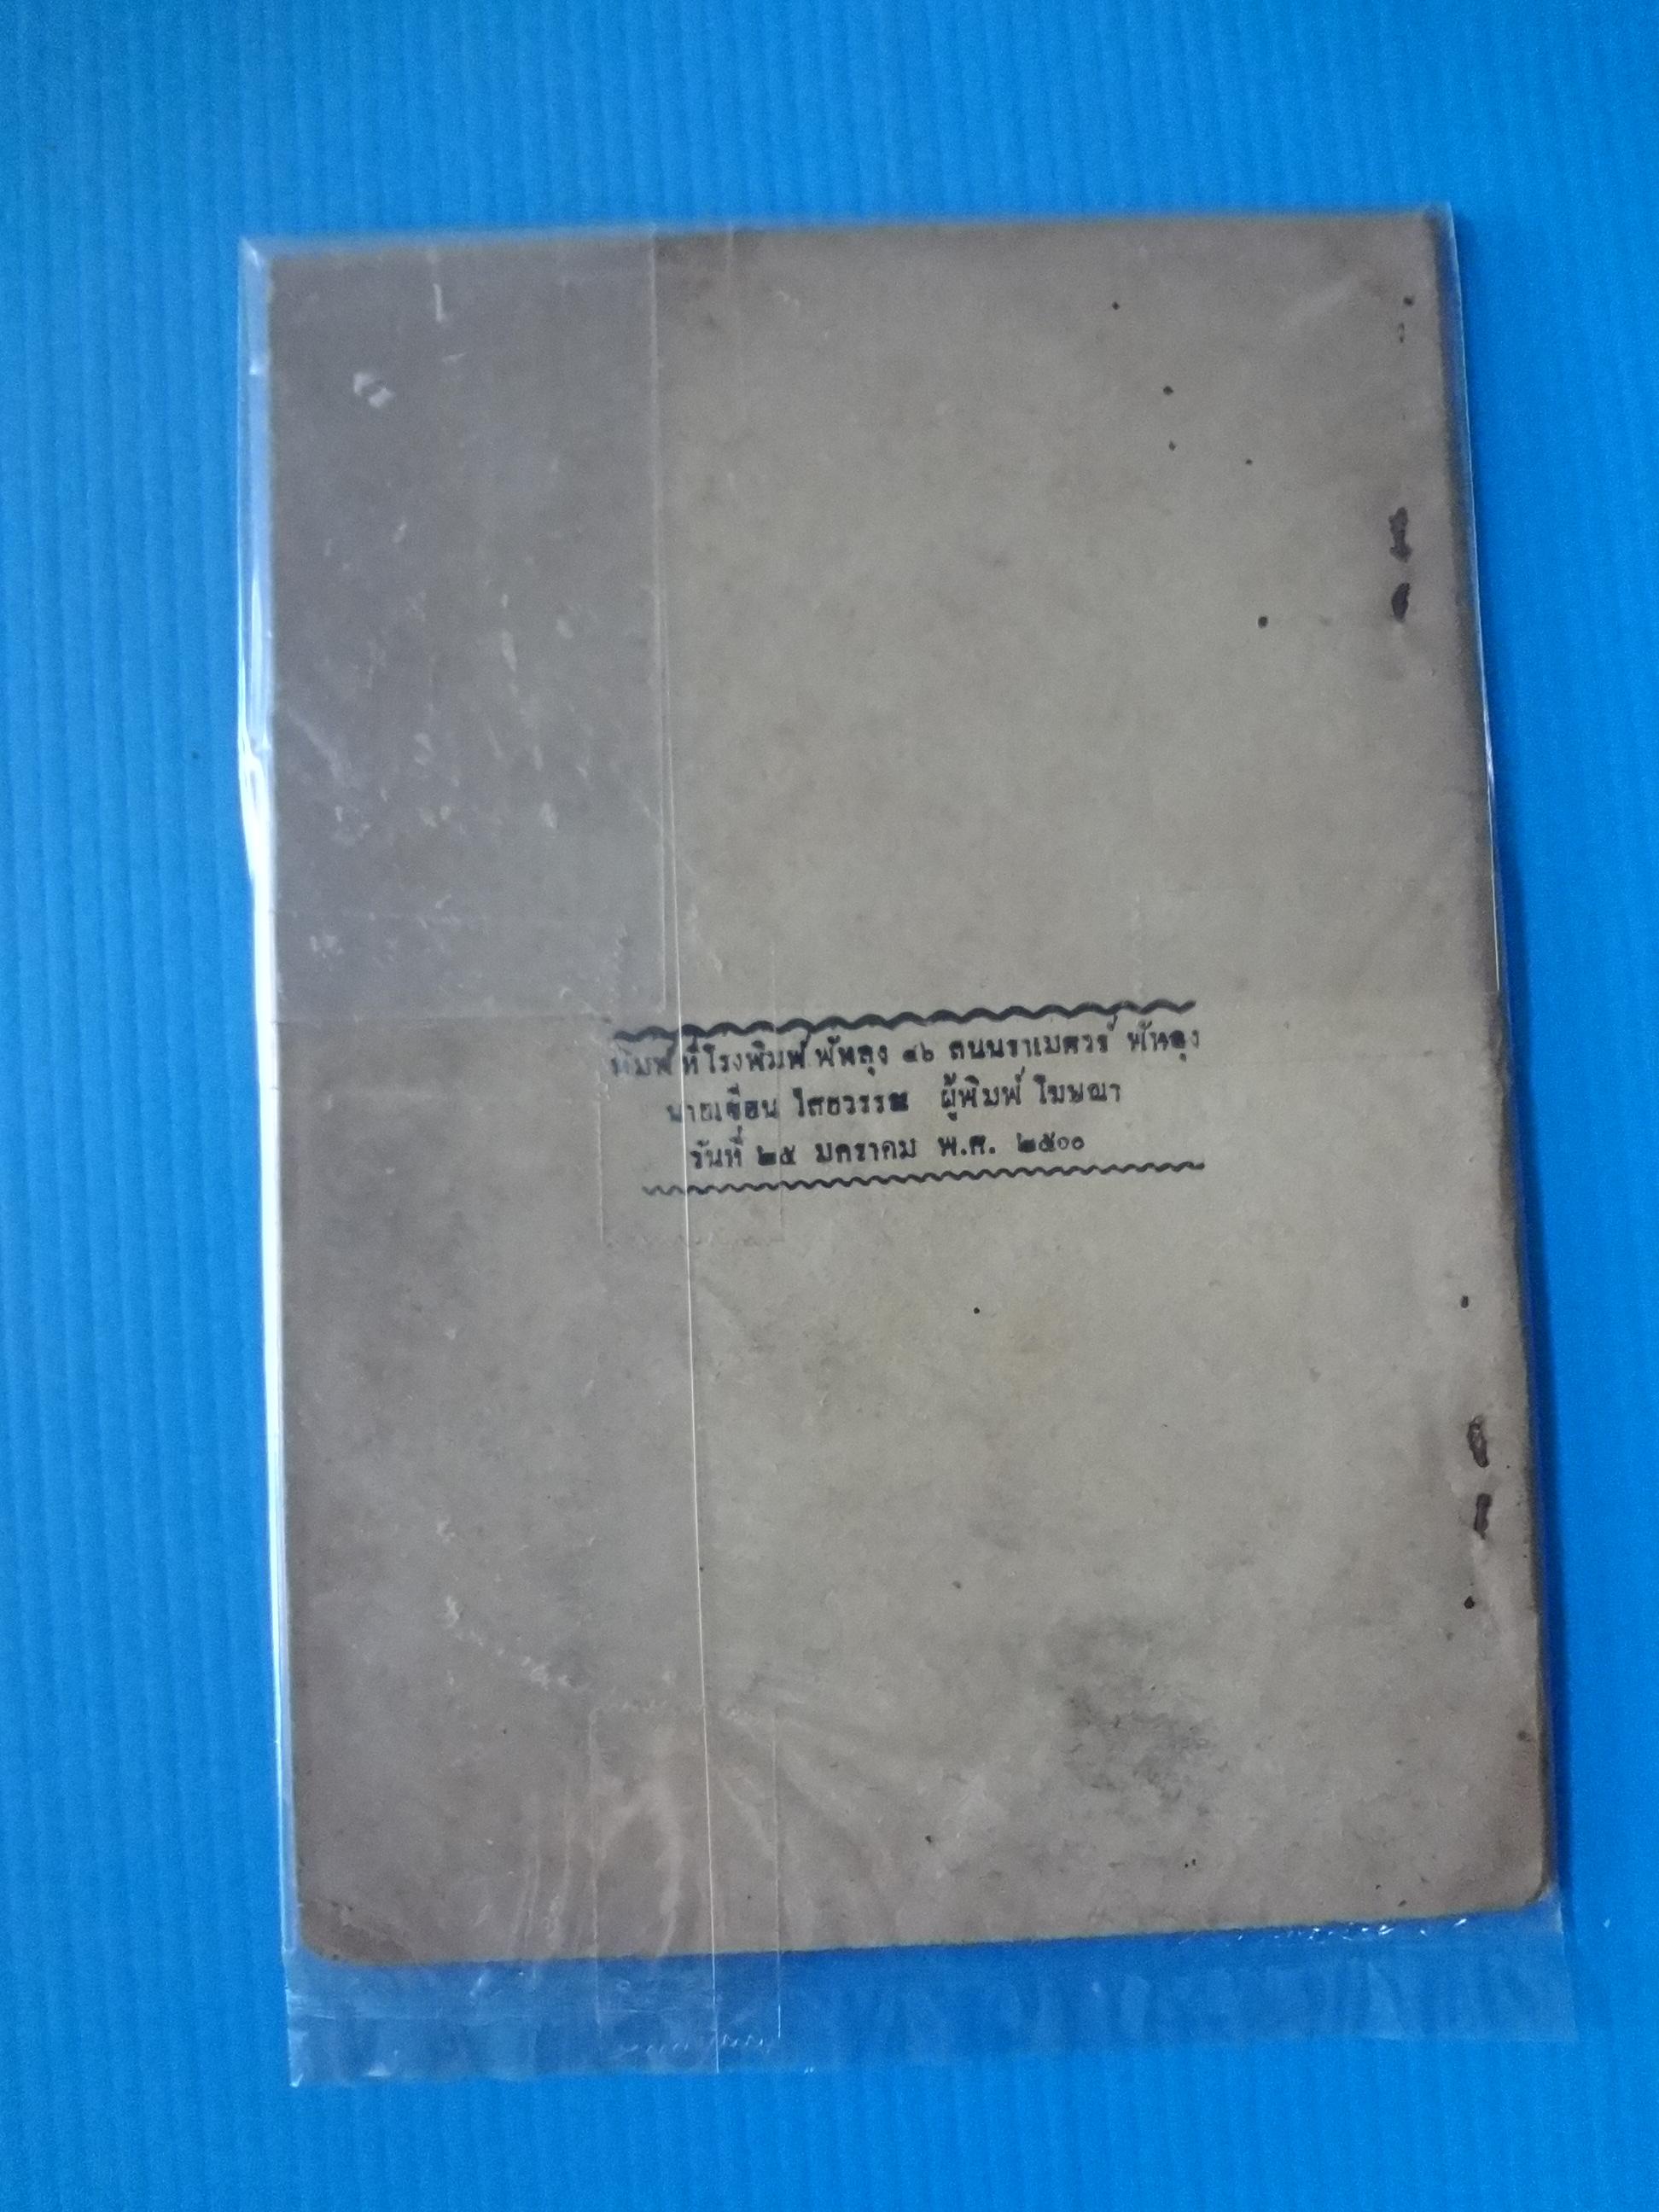 พิมพ์ที่โรงพิมพ์พัทลุง ๔๖ ถนนราเมศวร์ พัทลุง
นายเขียน ไสยวรรณ ผู้พิมพ์ โฆษณา
วันที่ ๒๕ มกราคม พ.ศ. ๒๕๐๐